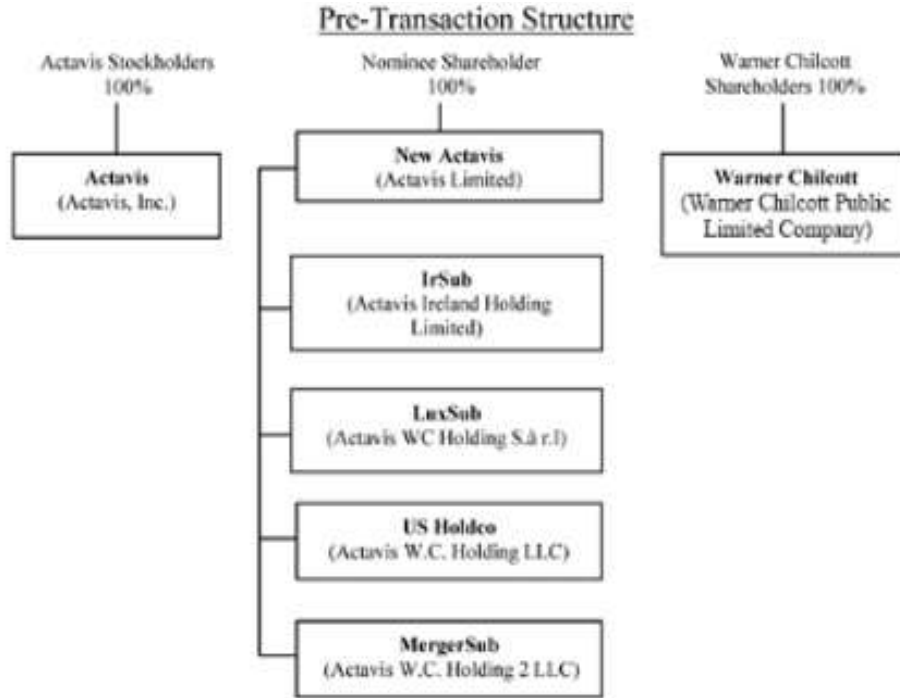 Pre-Transaction Structure
Actavis Stockholders
100%
Nominee Shareholder
100%
Warner Chilcott
Shareholders 100%
Actavis
(Actavis, Inc.)
New Actavis
(Actavis Limited)
Warner Chilcott
(Warner Chilcott Public
Limited Company)
IrSub
(Actavis Ireland Holding
Limited)
LuxSub
(Actavis WC Holding S.à r.l)
US Holdco
(Actavis W.C. Holding LLC)
MergerSub
(Actavis W.C. Holding 2 LLC)